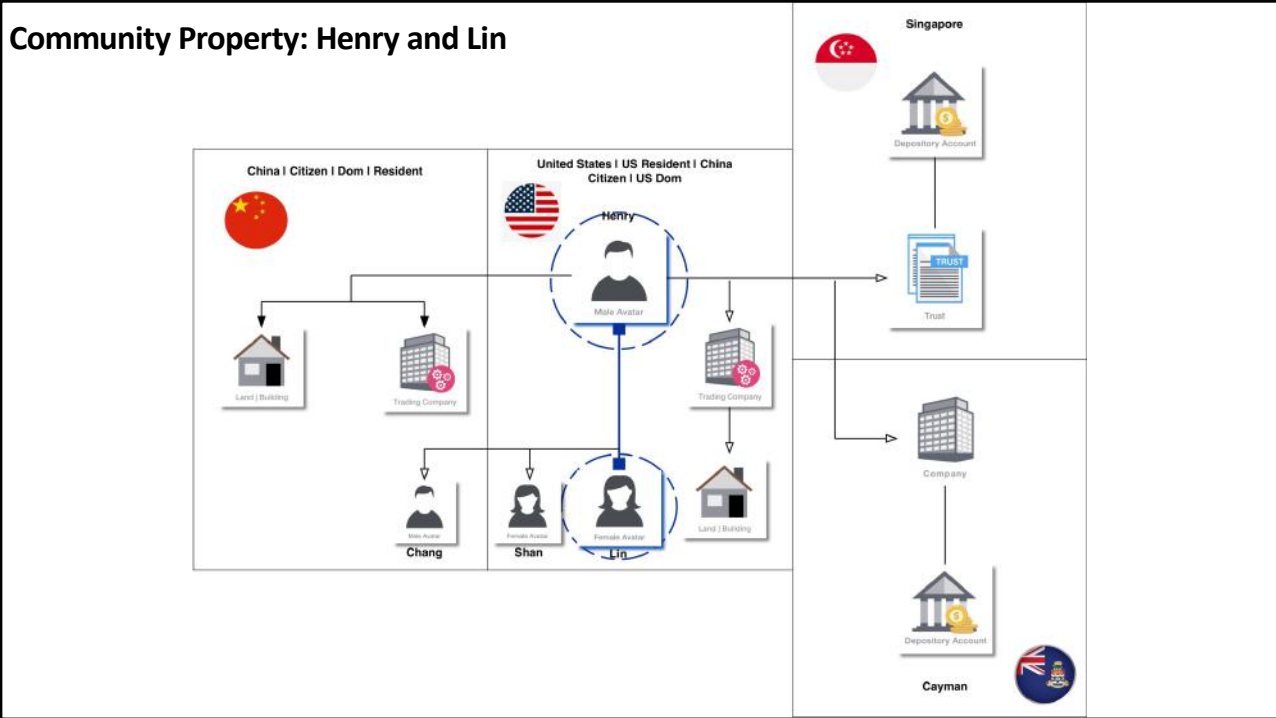 Community Property: Henry and Lin
Singapore
Depository Account
China I Citizen I Dom I Resident
United States I US Resident I China
Citizen I US Dom
Henry
Male Avatar
TRUST
Trust
Land | Building
Trading Company
Trading Company
Company
Male Avatar
Chang
Female Avatar
Shan
Female Avatar
Lin
Land | Building
Depository Account
Cayman